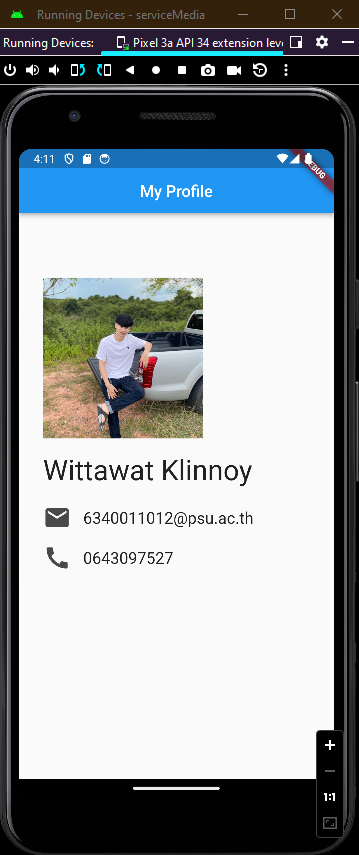 Running Devices - serviceMedia
Running Devices:
Pixel 3a API 34 extension leve
4:11
DEBUG
My Profile
Wittawat Klinnoy
6340011012@psu.ac.th
0643097527
1:1